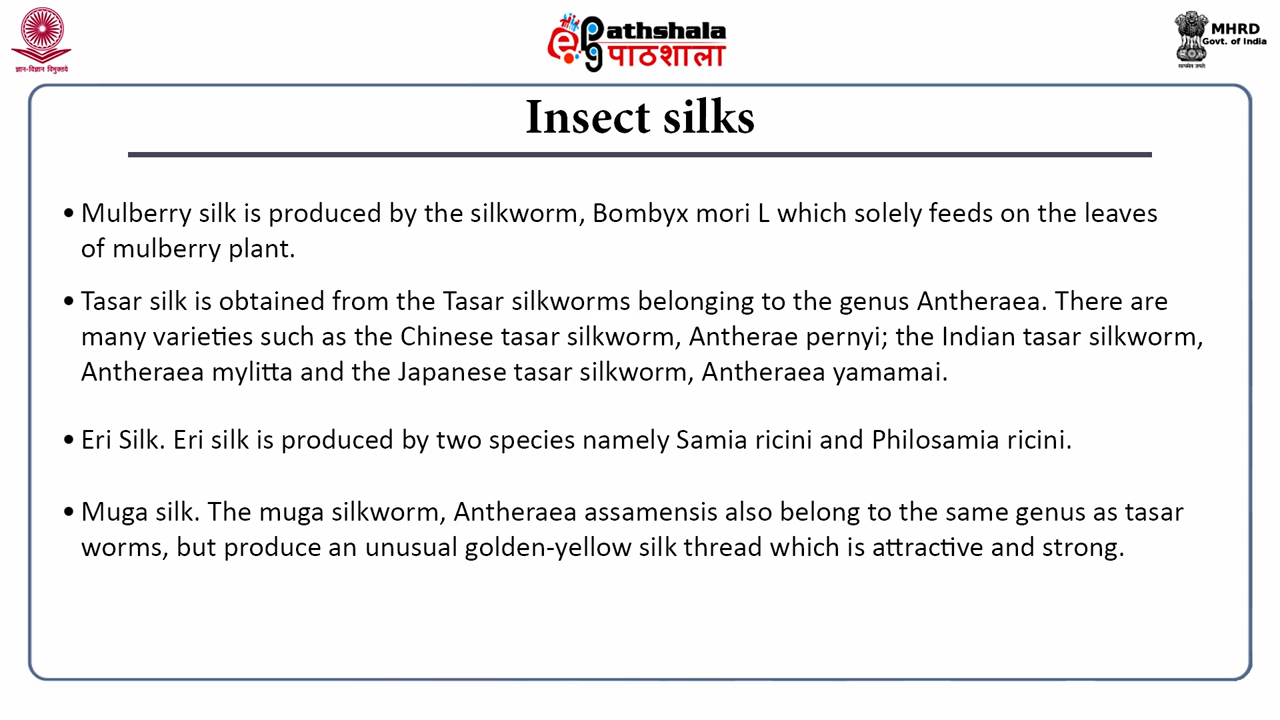 ज्ञान-विज्ञान विमुक्तये
ePGathshala
पाठशाला
MHRD
Govt. of India
सत्यमेव जयते
Insect silks
• Mulberry silk is produced by the silkworm, Bombyx mori L which solely feeds on the leaves
of mulberry plant.
• Tasar silk is obtained from the Tasar silkworms belonging to the genus Antheraea. There are
many varieties such as the Chinese tasar silkworm, Antherae pernyi; the Indian tasar silkworm,
Antheraea mylitta and the Japanese tasar silkworm, Antheraea yamamai.
• Eri Silk. Eri silk is produced by two species namely Samia ricini and Philosamia ricini.
• Muga silk. The muga silkworm, Antheraea assamensis also belong to the same genus as tasar
worms, but produce an unusual golden-yellow silk thread which is attractive and strong.